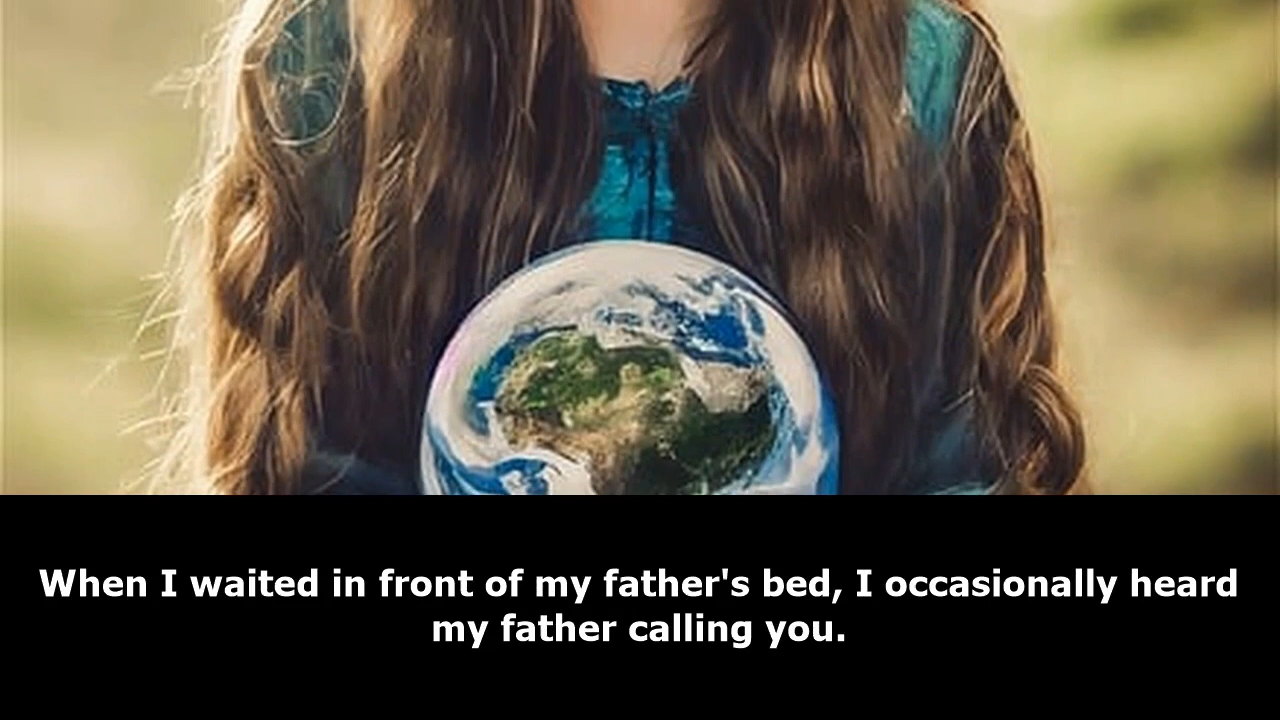 When I waited in front of my father's bed, I occasionally heard
my father calling you.